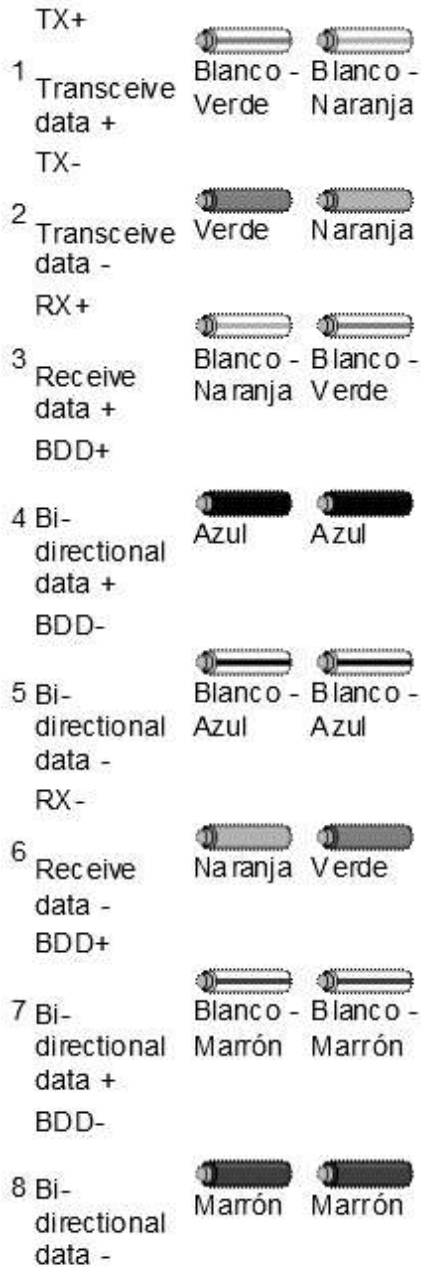 TX+
1 Transceive Blanco - Blanco -
data + Verde Naranja
TX-
2 Transceive Verde Naranja
data -
RX+
3 Receive Blanco - Blanco -
data + Naranja Verde
BDD+
4 Bi- Azul Azul
directional
data +
BDD-
5 Bi- Blanco - Blanco -
directional Azul Azul
data -
RX-
6 Receive Naranja Verde
data -
BDD+
7 Bi- Blanco - Blanco -
directional Marrón Marrón
data +
BDD-
8 Bi- Marrón Marrón
directional
data -